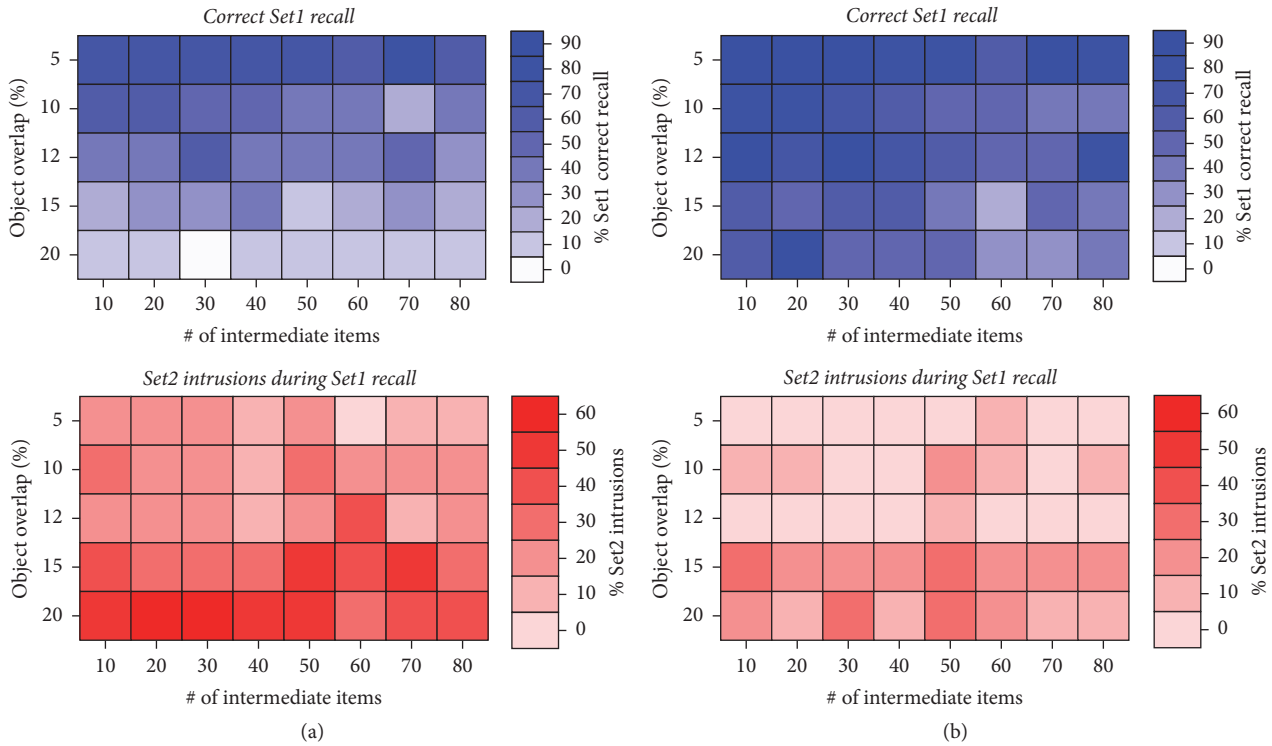 Correct Set1 recall
Object overlap (%)
5
10
12
15
20
10 20 30 40 50 60 70 80
# of intermediate items
90
80
70
60
50
40
30
20
10
0
% Set1 correct recall
Correct Set1 recall
Object overlap (%)
5
10
12
15
20
10 20 30 40 50 60 70 80
# of intermediate items
90
80
70
60
50
40
30
20
10
0
% Set1 correct recall
Set2 intrusions during Set1 recall
Object overlap (%)
5
10
12
15
20
10 20 30 40 50 60 70 80
# of intermediate items
60
50
40
30
20
10
0
% Set2 intrusions
(a)
Set2 intrusions during Set1 recall
Object overlap (%)
5
10
12
15
20
10 20 30 40 50 60 70 80
# of intermediate items
60
50
40
30
20
10
0
% Set2 intrusions
(b)